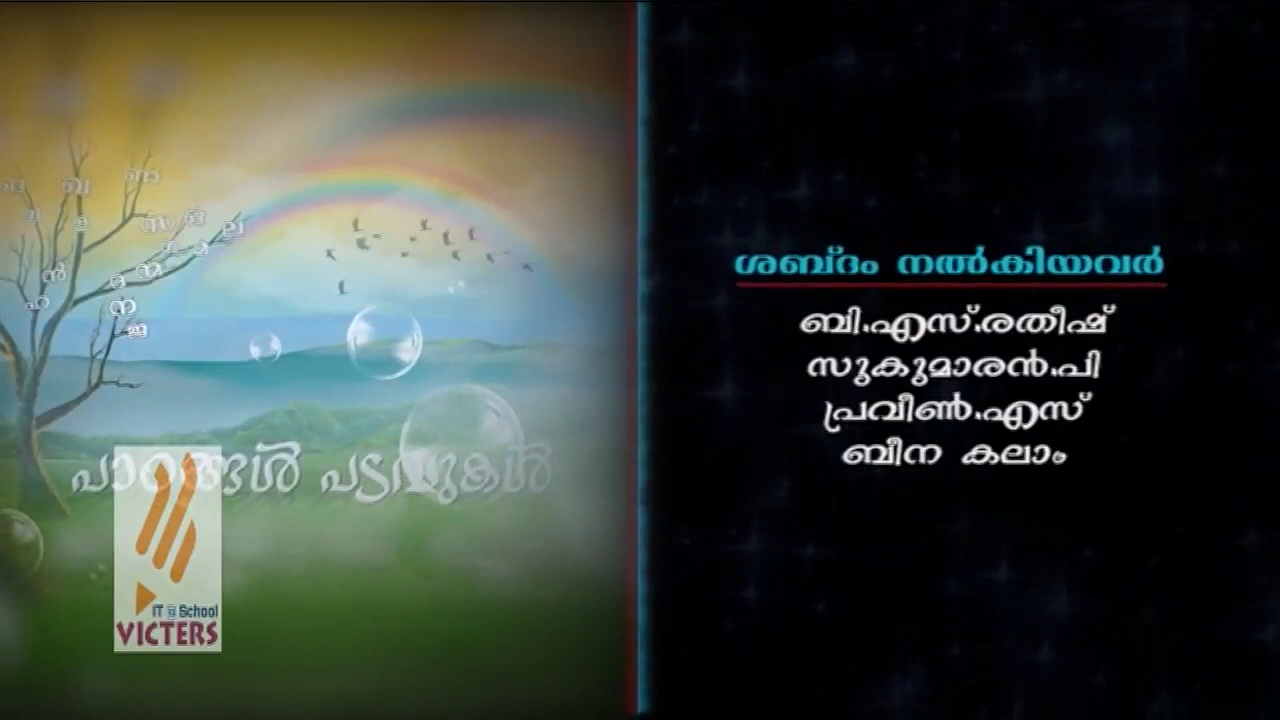 പാഠങ്ങൾ പടവുകൾ
IT @ School
VICTERS
ശബ്ദം നൽകിയവർ
ബി.എസ്.രതീഷ്
സുകുമാരൻ.പി
പ്രവീൺ.എസ്
ബീന കലാം